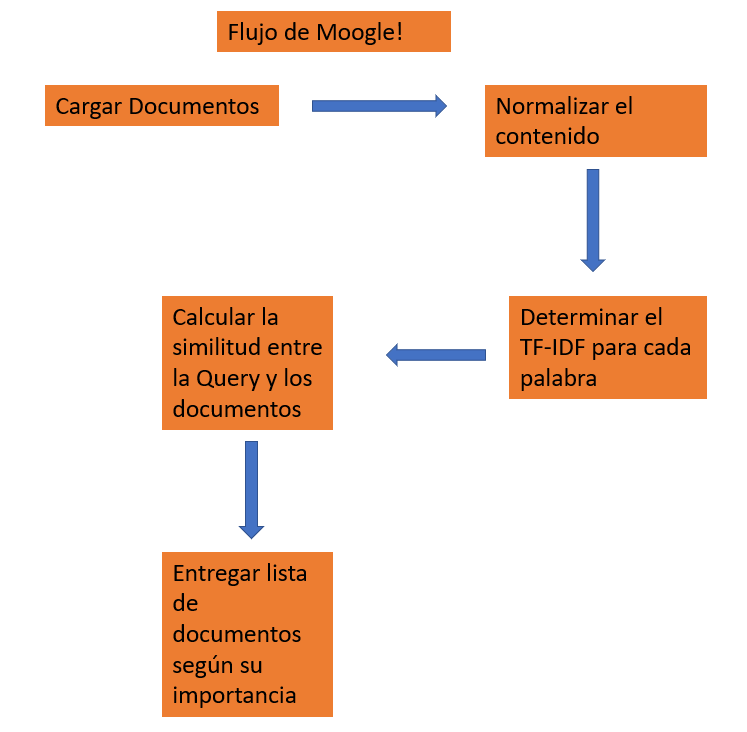 Flujo de Moogle!
Cargar Documentos
Normalizar el
contenido
Determinar el
TF-IDF para cada
palabra
Calcular la
similitud entre
la Query y los
documentos
Entregar lista
de
documentos
según su
importancia